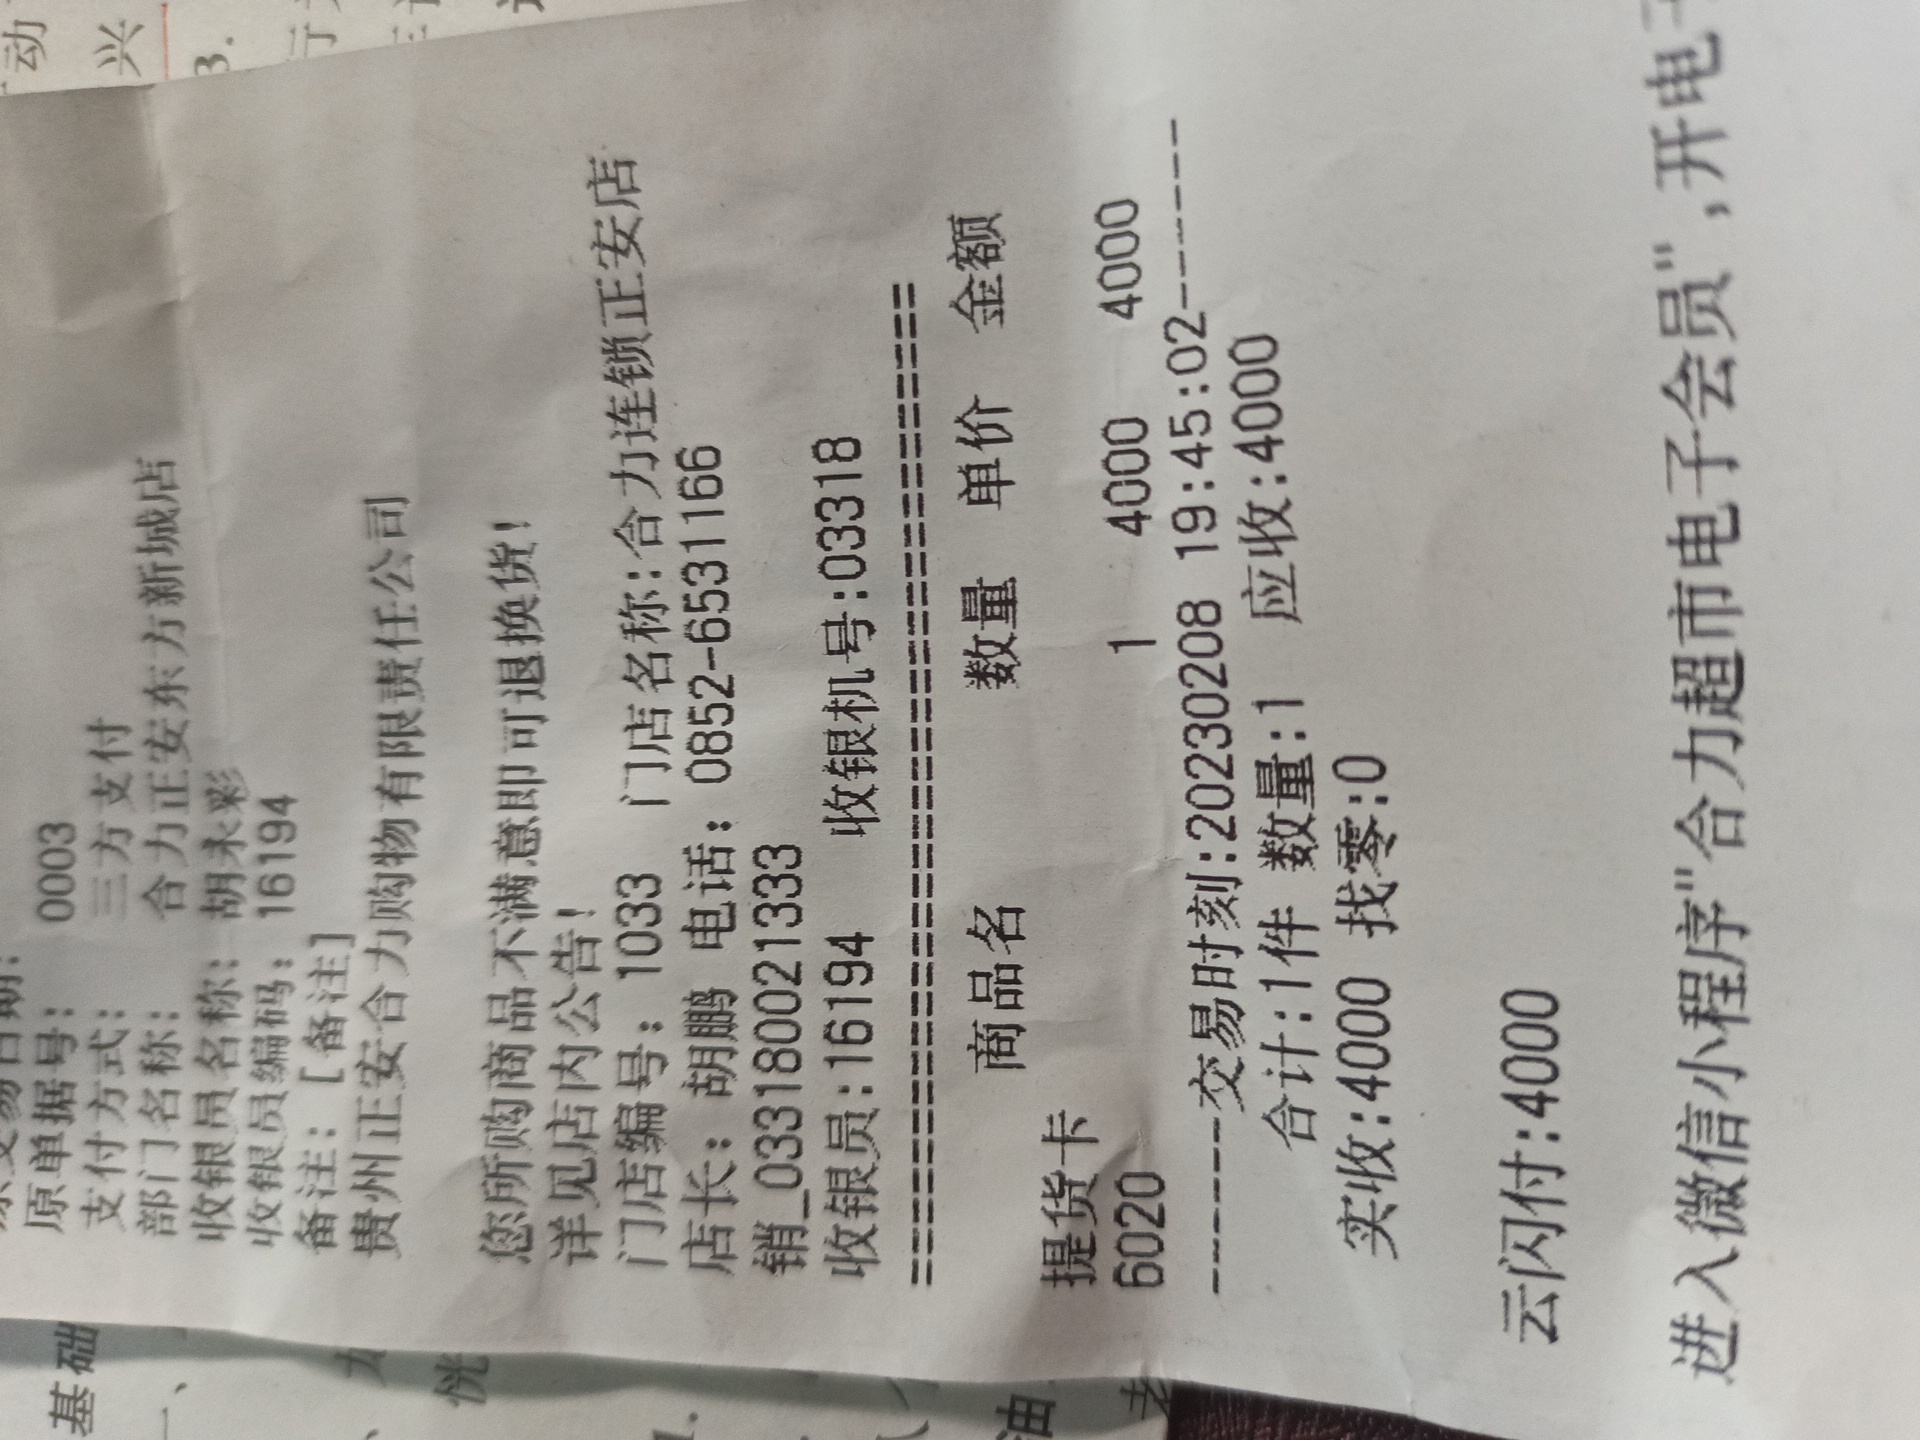 原单据号: 0003
支付方式: 三方支付
部门名称: 合力正安东方新城店
收银员名称: 胡永彩
收银员编码: 16194
备注: [备注]
贵州正安合力购物有限责任公司
您所购商品不满意即可退换货!
详见店内公告!
门店编号: 1033 门店名称:合力连锁正安店
店长: 胡鹏 电话: 0852-6531166
销_0331800021333
收银员:16194 收银机号:03318
==========================================
商品名 数量 单价 金额
提货卡
6020 1 4000 4000
--------交易时刻:20230208 19:45:02--------
合计:1件 数量:1 应收:4000
实收:4000 找零:0
云闪付:4000
进入微信小程序"合力超市电子会员",开电
基础
油